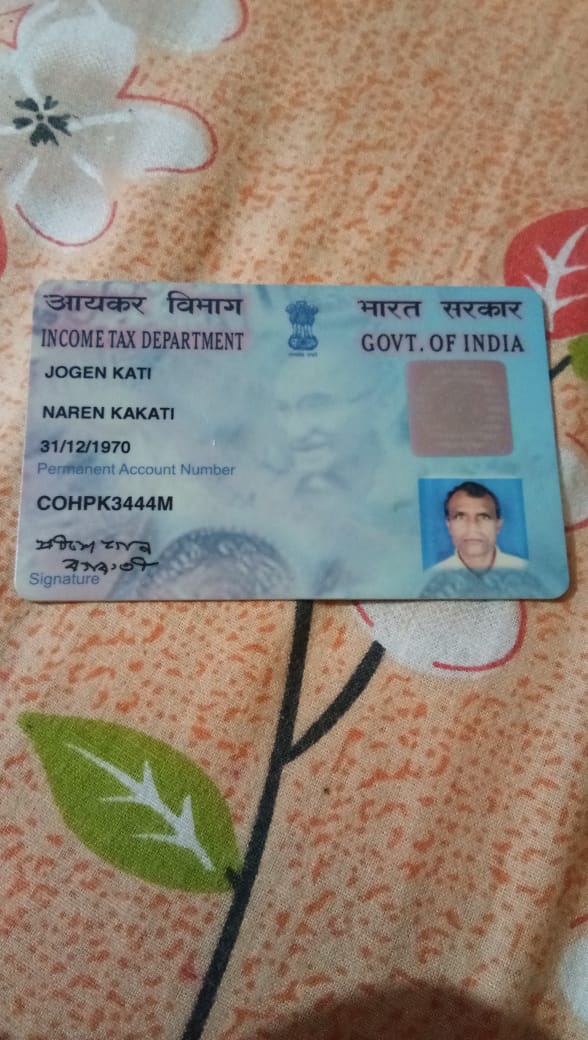 आयकर विभाग
भारत सरकार
INCOME TAX DEPARTMENT
GOVT. OF INDIA
JOGEN KATI
NAREN KAKATI
31/12/1970
Permanent Account Number
COHPK3444M
Signature